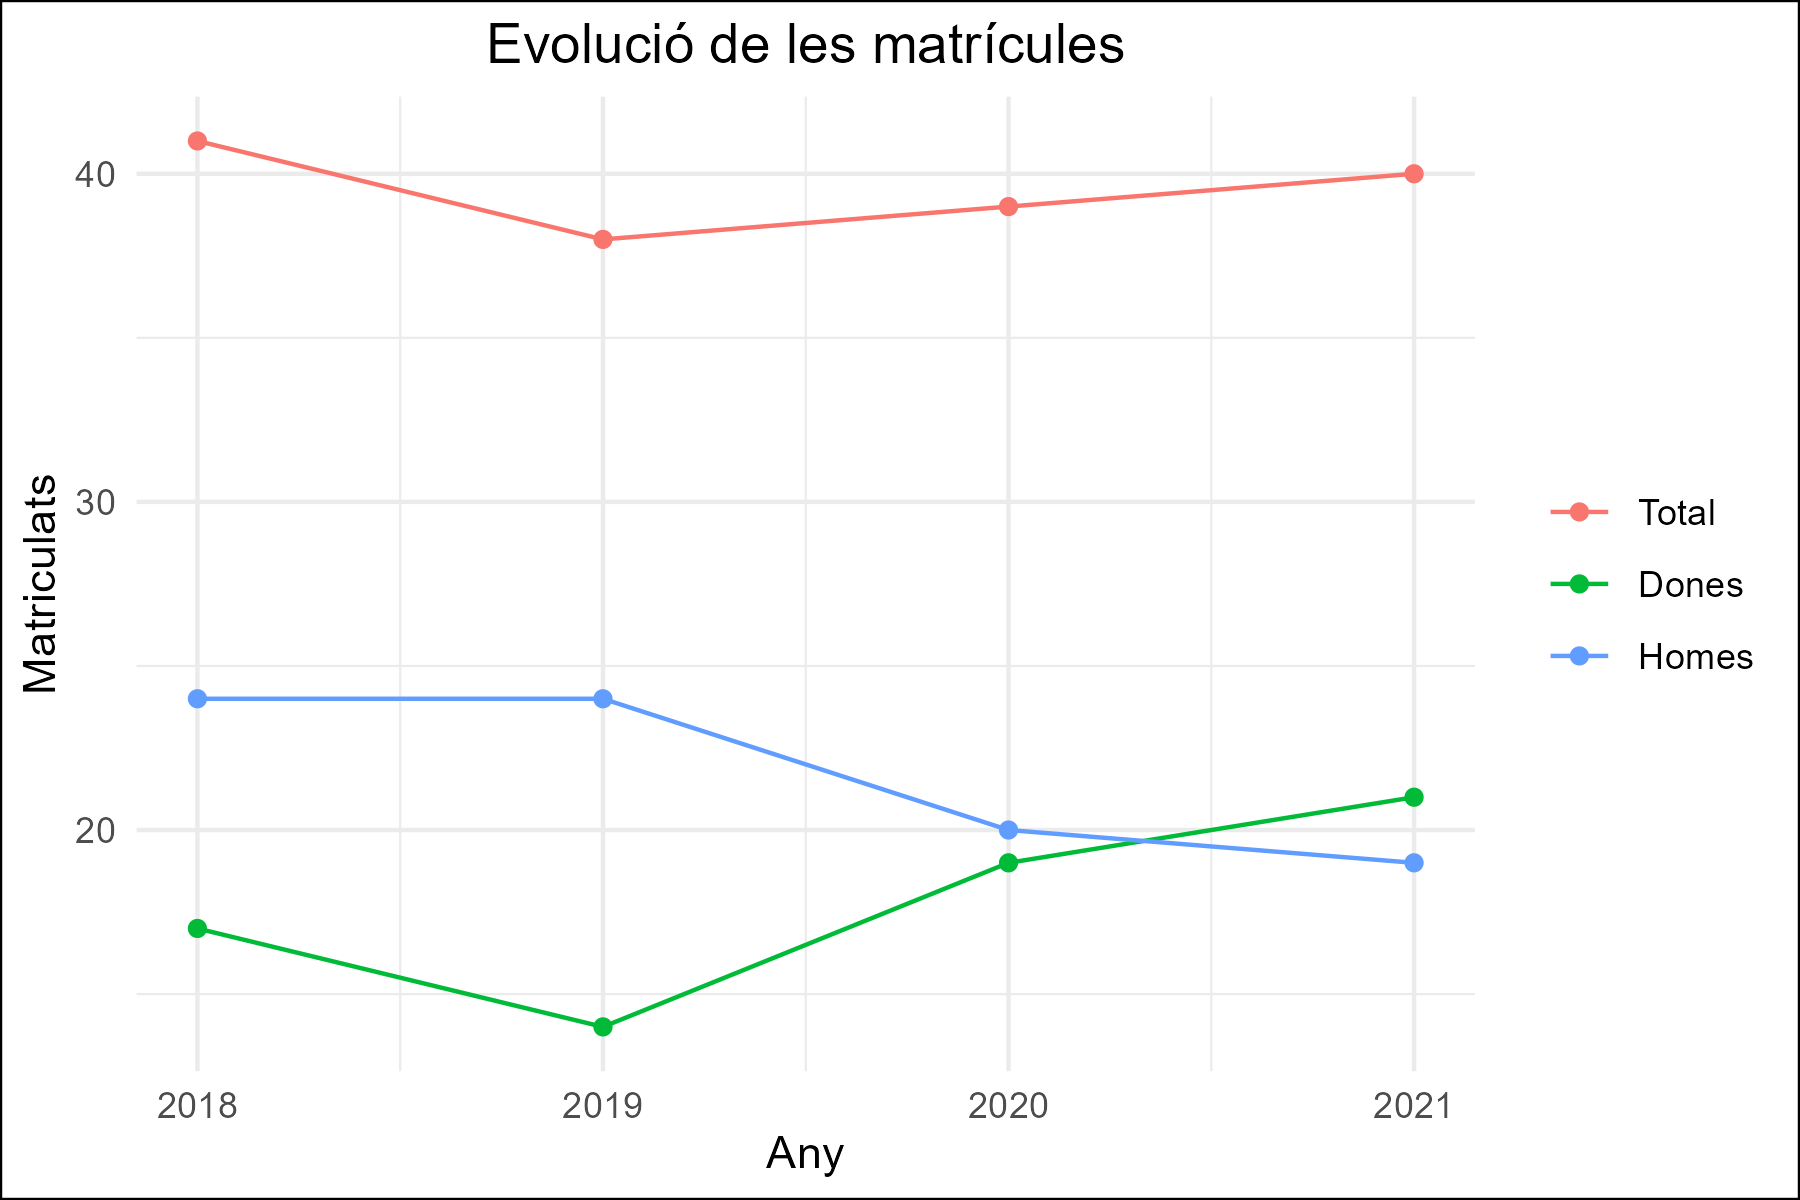 Evolució de les matrícules
Matriculats
40
30
20
2018 2019 2020 2021
Any
Total
Dones
Homes